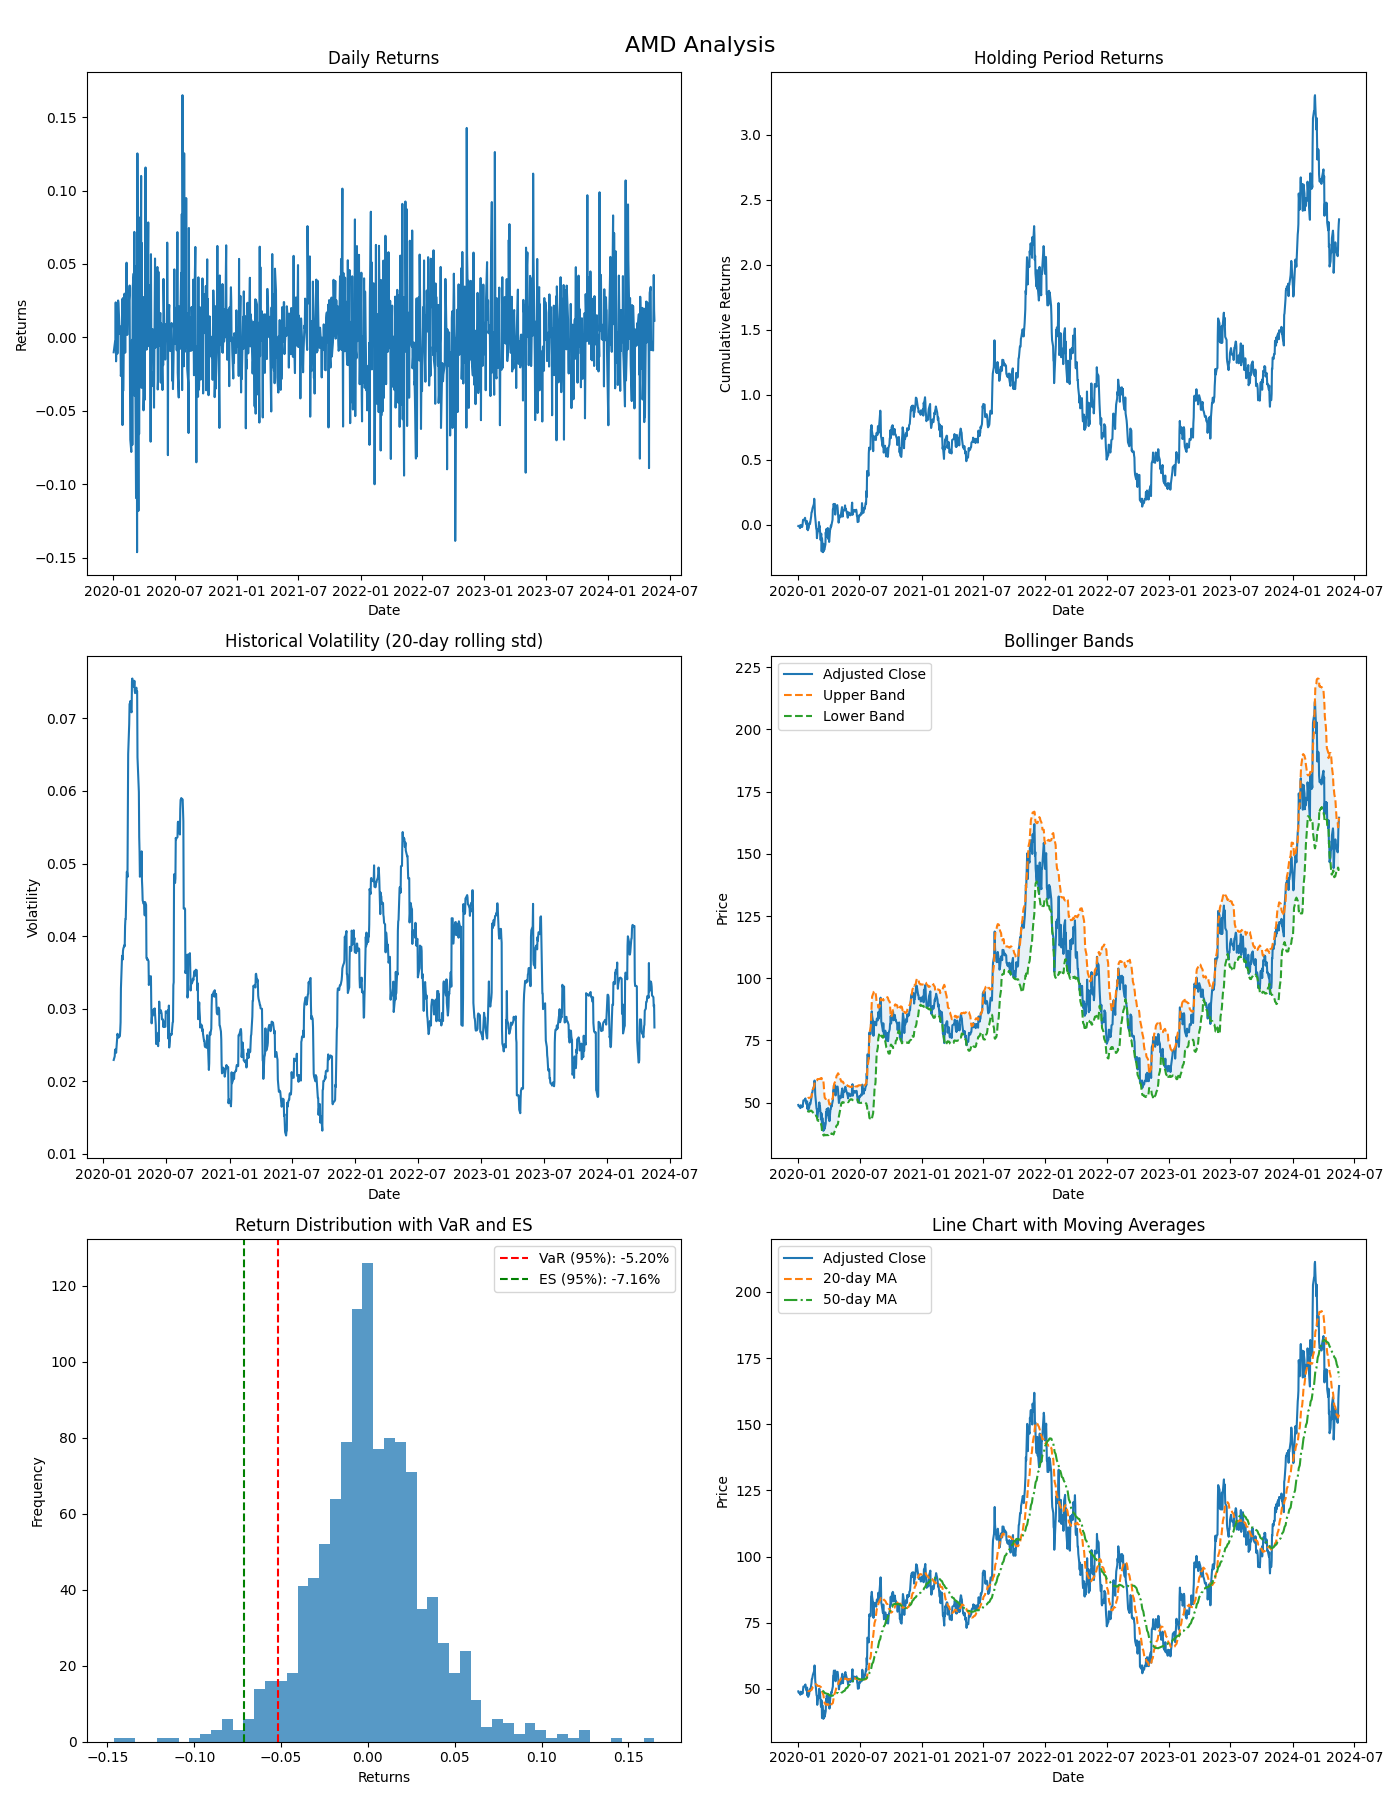 AMD Analysis
Daily Returns
Returns
0.15
0.10
0.05
0.00
−0.05
−0.10
−0.15
2020-01 2020-07 2021-01 2021-07 2022-01 2022-07 2023-01 2023-07 2024-01 2024-07
Date
Holding Period Returns
Cumulative Returns
3.0
2.5
2.0
1.5
1.0
0.5
0.0
2020-01 2020-07 2021-01 2021-07 2022-01 2022-07 2023-01 2023-07 2024-01 2024-07
Date
Historical Volatility (20-day rolling std)
Volatility
0.07
0.06
0.05
0.04
0.03
0.02
0.01
2020-01 2020-07 2021-01 2021-07 2022-01 2022-07 2023-01 2023-07 2024-01 2024-07
Date
Bollinger Bands
Adjusted Close
Upper Band
Lower Band
Price
225
200
175
150
125
100
75
50
2020-01 2020-07 2021-01 2021-07 2022-01 2022-07 2023-01 2023-07 2024-01 2024-07
Date
Return Distribution with VaR and ES
VaR (95%): -5.20%
ES (95%): -7.16%
Frequency
120
100
80
60
40
20
0
−0.15 −0.10 −0.05 0.00 0.05 0.10 0.15
Returns
Line Chart with Moving Averages
Adjusted Close
20-day MA
50-day MA
Price
200
175
150
125
100
75
50
2020-01 2020-07 2021-01 2021-07 2022-01 2022-07 2023-01 2023-07 2024-01 2024-07
Date